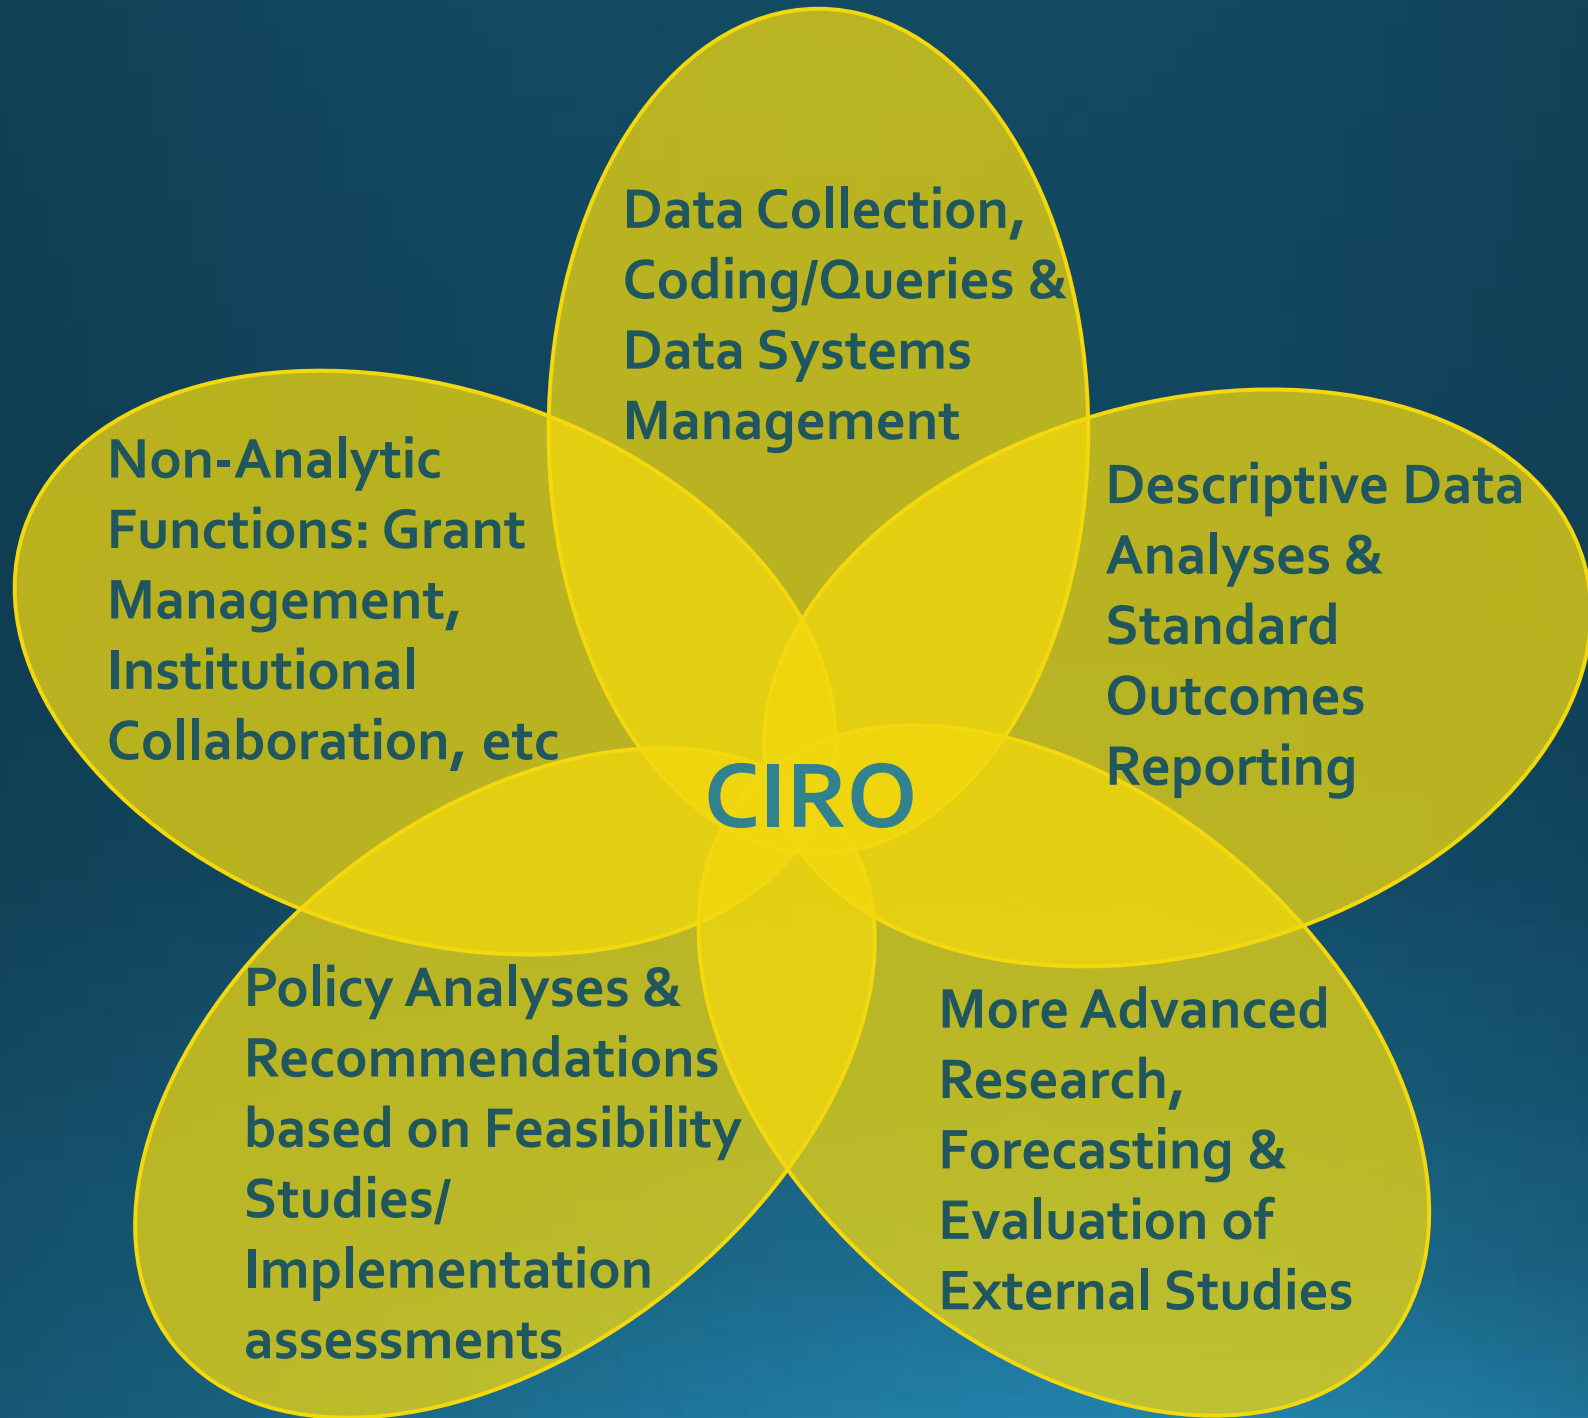 Data Collection,
Coding/Queries &
Data Systems
Management
Non-Analytic
Functions: Grant
Management,
Institutional
Collaboration, etc
Descriptive Data
Analyses &
Standard
Outcomes
Reporting
CIRO
Policy Analyses &
Recommendations
based on Feasibility
Studies/
Implementation
assessments
More Advanced
Research,
Forecasting &
Evaluation of
External Studies